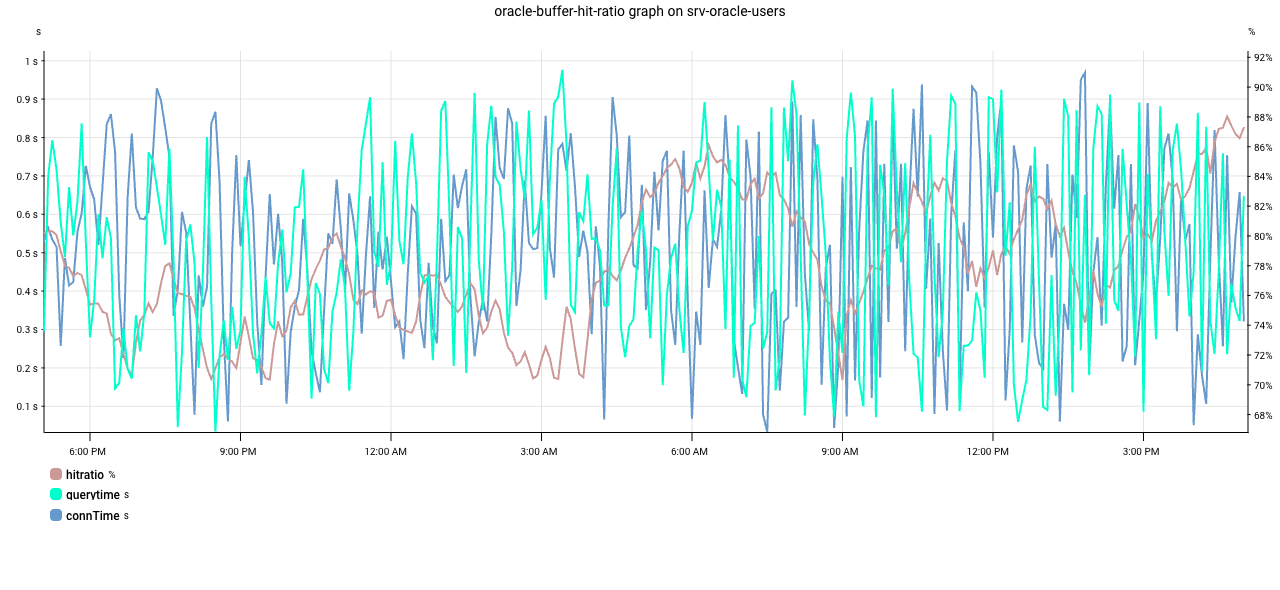 oracle-buffer-hit-ratio graph on srv-oracle-users
s %
1 s 92%
0.9 s 90%
0.8 s 88%
0.7 s 86%
0.6 s 84%
0.5 s 82%
0.4 s 80%
0.3 s 78%
0.2 s 76%
0.1 s 74%
72%
70%
68%
6:00 PM 9:00 PM 12:00 AM 3:00 AM 6:00 AM 9:00 AM 12:00 PM 3:00 PM
hitratio %
querytime s
connTime s